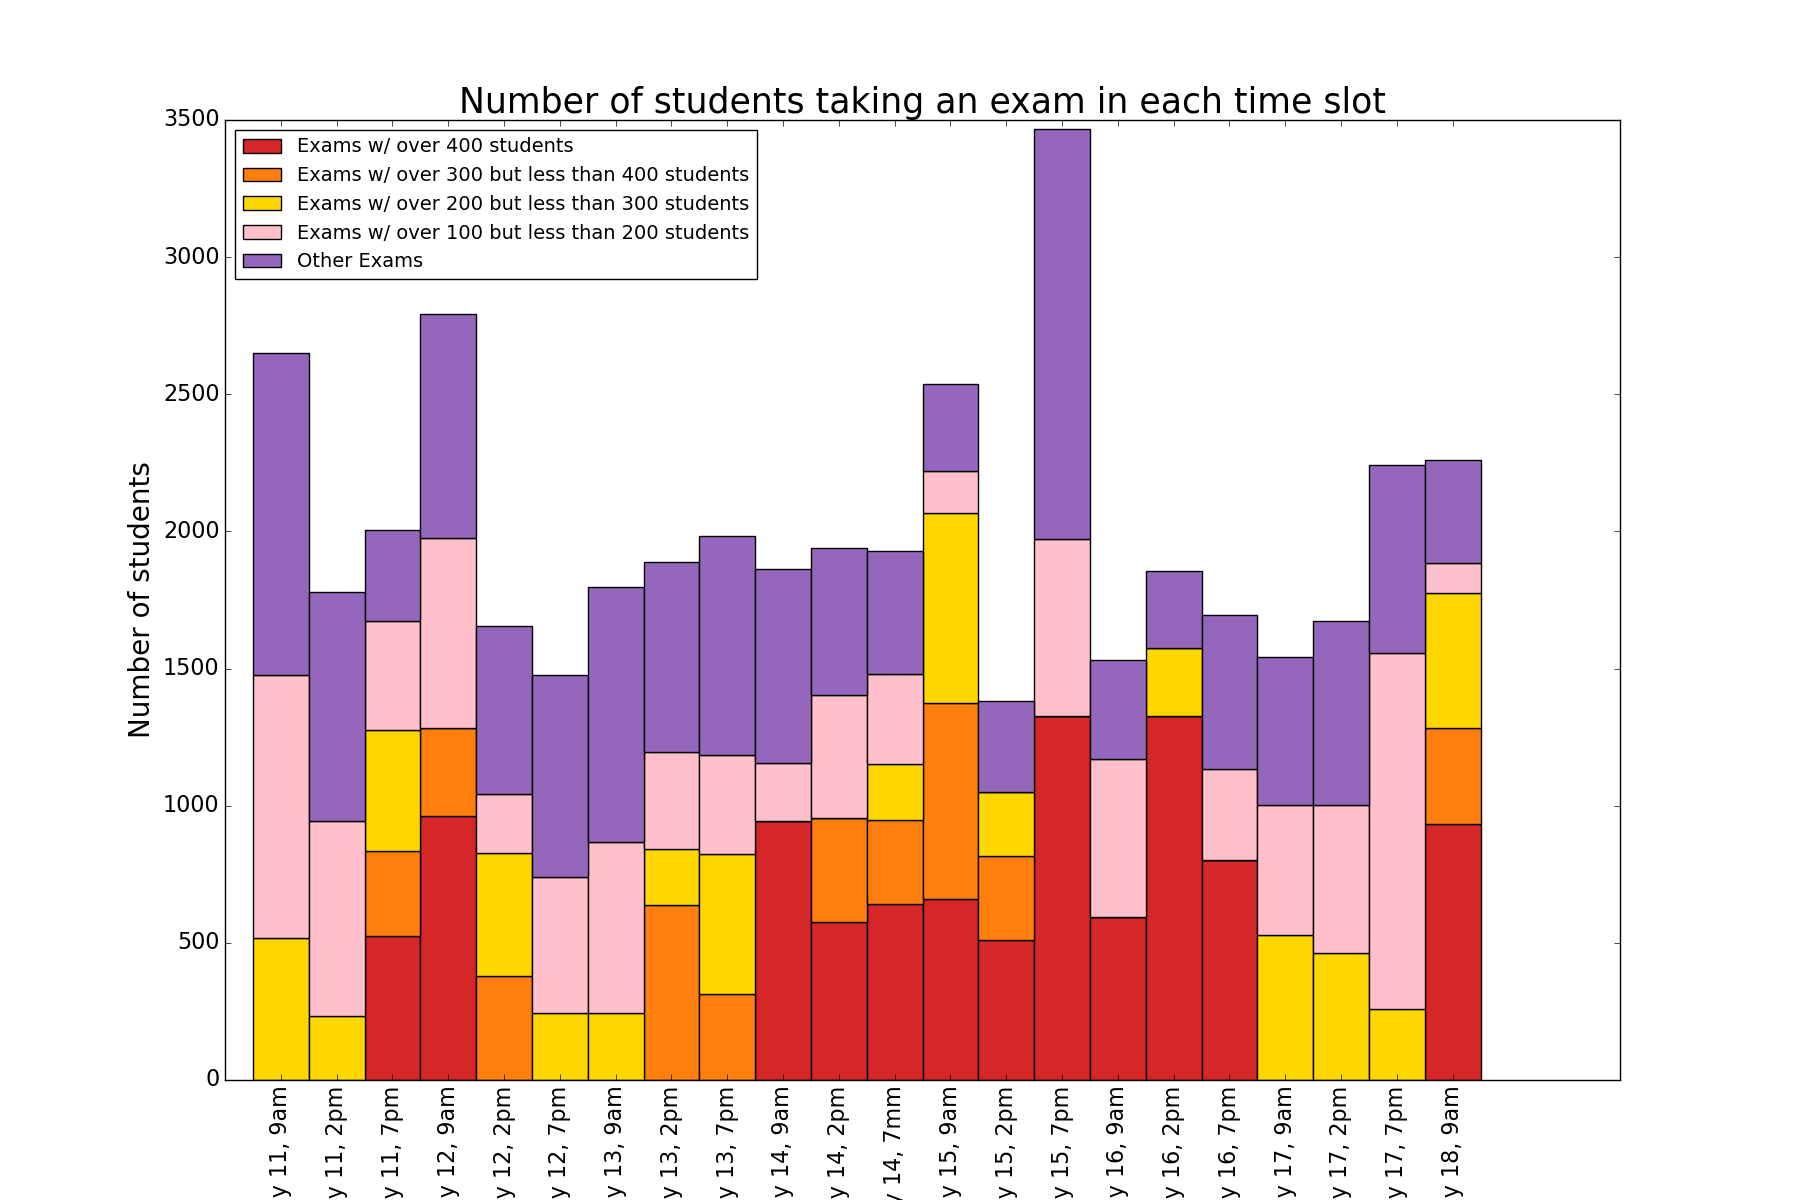 Number of students taking an exam in each time slot
Exams w/ over 400 students
Exams w/ over 300 but less than 400 students
Exams w/ over 200 but less than 300 students
Exams w/ over 100 but less than 200 students
Other Exams
Number of students
3500
3000
2500
2000
1500
1000
500
0
y 11, 9am
y 11, 2pm
y 11, 7pm
y 12, 9am
y 12, 2pm
y 12, 7pm
y 13, 9am
y 13, 2pm
y 13, 7pm
y 14, 9am
y 14, 2pm
y 14, 7mm
y 15, 9am
y 15, 2pm
y 15, 7pm
y 16, 9am
y 16, 2pm
y 16, 7pm
y 17, 9am
y 17, 2pm
y 17, 7pm
y 18, 9am